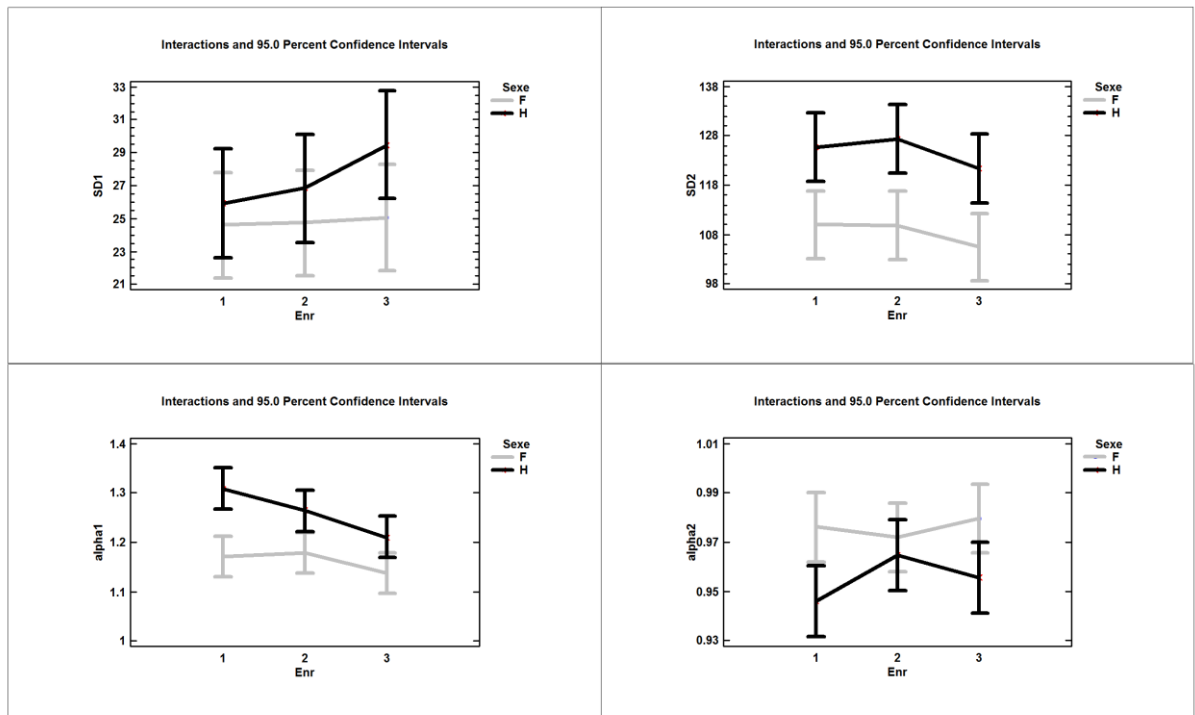 Interactions and 95.0 Percent Confidence Intervals
Sexe
F
H
33
31
29
27
25
23
21
SD1
1 2 3
Enr
Interactions and 95.0 Percent Confidence Intervals
Sexe
F
H
138
128
118
108
98
SD2
1 2 3
Enr
Interactions and 95.0 Percent Confidence Intervals
Sexe
F
H
1.4
1.3
1.2
1.1
1
alpha1
1 2 3
Enr
Interactions and 95.0 Percent Confidence Intervals
Sexe
F
H
1.01
0.99
0.97
0.95
0.93
alpha2
1 2 3
Enr